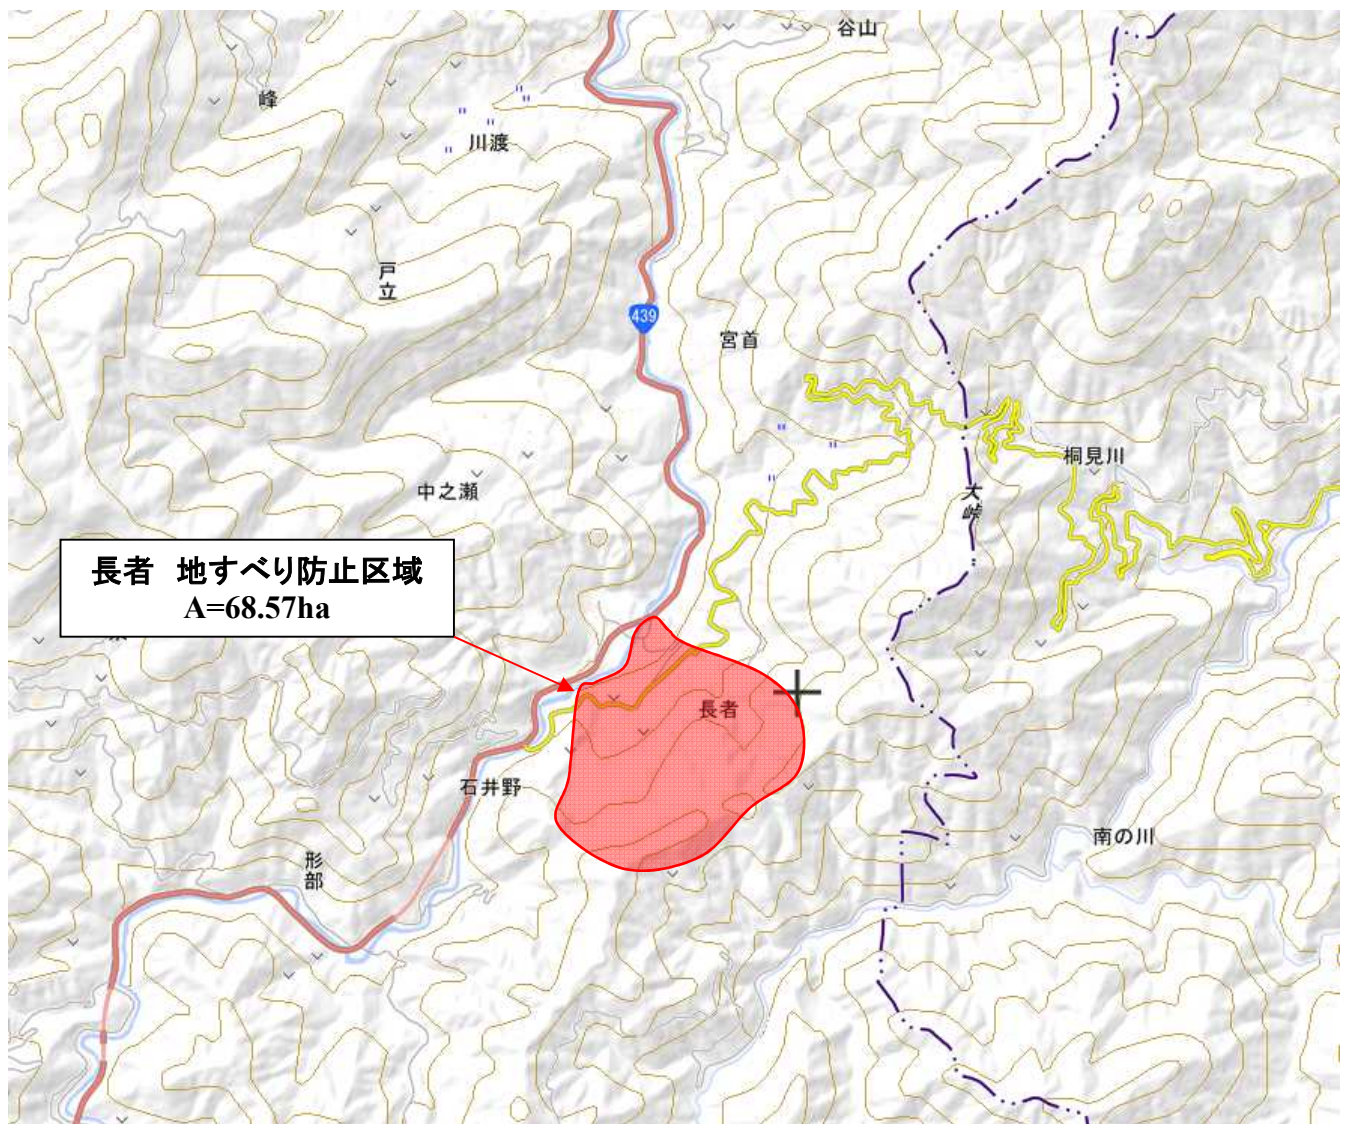 谷山
峰
川渡
戸立
439
宮首
桐見川
中之瀬
大峠
長者 地すべり防止区域
A=68.57ha
長者
石井野
南の川
形部